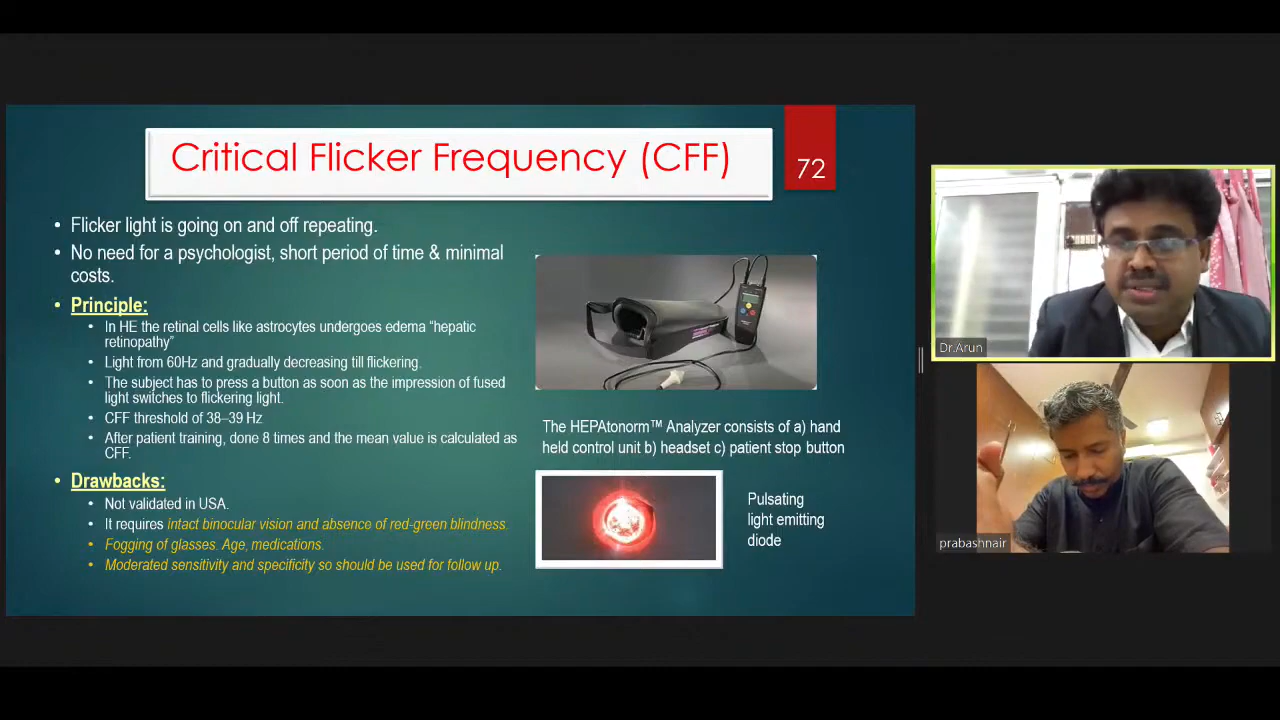 Critical Flicker Frequency (CFF)
72
• Flicker light is going on and off repeating.
• No need for a psychologist, short period of time & minimal
costs.
• Principle:
• In HE the retinal cells like astrocytes undergoes edema “hepatic
retinopathy”
• Light from 60Hz and gradually decreasing till flickering.
• The subject has to press a button as soon as the impression of fused
light switches to flickering light.
• CFF threshold of 38–39 Hz
• After patient training, done 8 times and the mean value is calculated as
CFF.
• Drawbacks:
• Not validated in USA.
• It requires intact binocular vision and absence of red-green blindness.
• Fogging of glasses. Age, medications.
• Moderated sensitivity and specificity so should be used for follow up.
The HEPAtonorm™ Analyzer consists of a) hand
held control unit b) headset c) patient stop button
Pulsating
light emitting
diode
Dr.Arun
prabashnair